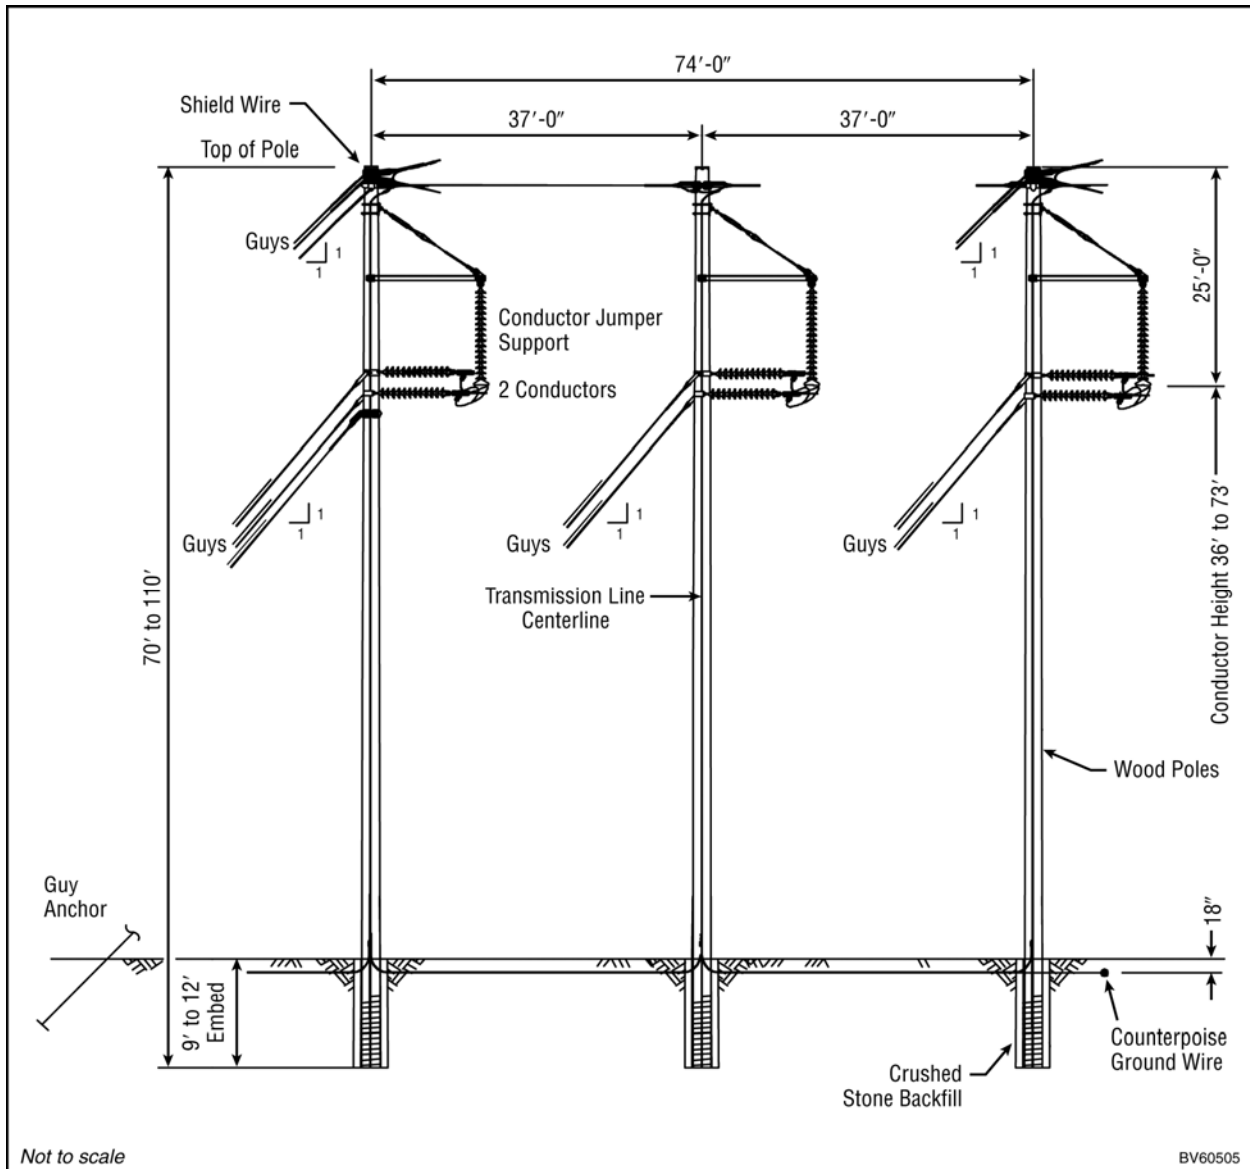 74′-0″
Shield Wire
37′-0″
37′-0″
Top of Pole
Guys
1
1
1
1
25′-0″
Conductor Jumper
Support
2 Conductors
Guys
1
1
Guys
1
1
Guys
1
1
70′ to 110′
Transmission Line
Centerline
Conductor Height 36′ to 73′
Wood Poles
Guy
Anchor
18″
9′ to 12′
Embed
Counterpoise
Ground Wire
Crushed
Stone Backfill
Not to scale
BV60505